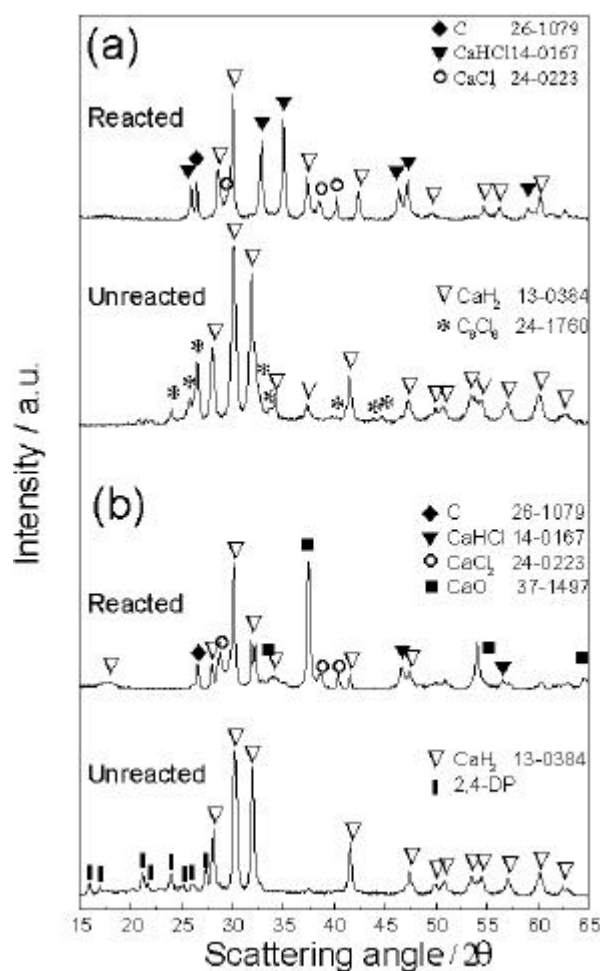 (a)
C 26-1079
CaHCl 14-0167
CaCl₂ 24-0223
Reacted
Unreacted
CaH₂ 13-0384
C₆Cl₆ 24-1760
Intensity / a.u.
(b)
C 26-1079
CaHCl 14-0167
CaCl₂ 24-0223
CaO 37-1497
Reacted
CaH₂ 13-0384
2,4-DP
Unreacted
15 20 25 30 35 40 45 50 55 60 65
Scattering angle / 2θ